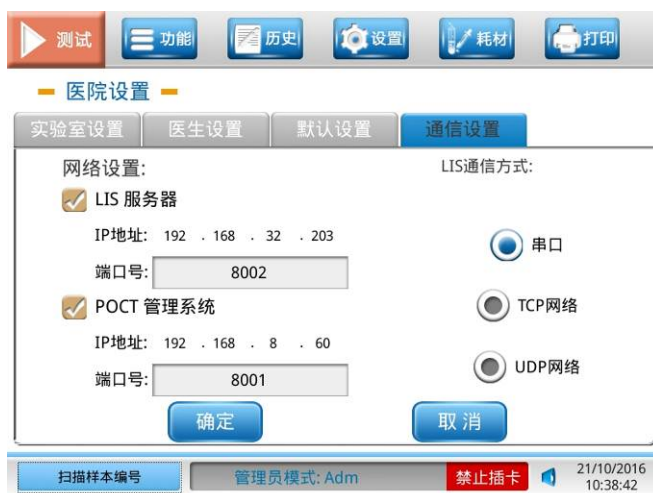 测试 功能 历史 设置 耗材 打印
医院设置
实验室设置 医生设置 默认设置 通信设置
网络设置: LIS通信方式:
LIS 服务器
IP地址: 192 . 168 . 32 . 203
串口
端口号: 8002
POCT 管理系统 TCP网络
IP地址: 192 . 168 . 8 . 60
UDP网络
端口号: 8001
确定 取消
扫描样本编号 管理员模式: Adm 禁止插卡 21/10/2016
10:38:42